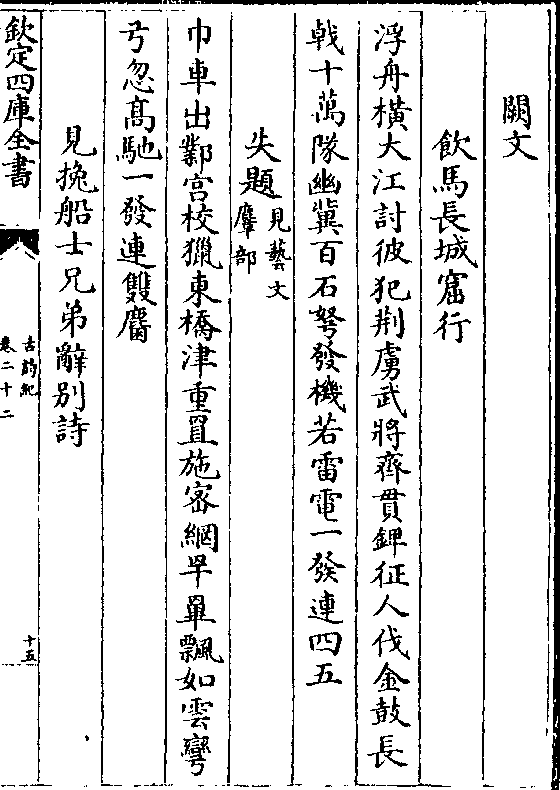 闕文
飲馬長城窟行
浮舟橫大江討彼犯荆虜武將齊貫錍征人伐金鼓長
戟十萬隊幽冀百石弩發機若雷電一發連四五
失題見藝文麞部
巾車出鄴宫校獵東橋津重罝施宻網罕畢飄如雲彎
弓忽髙馳一發連雙麕
見挽船士兄弟辭别詩
欽定四庫全書
古詩紀
卷二十二
十五